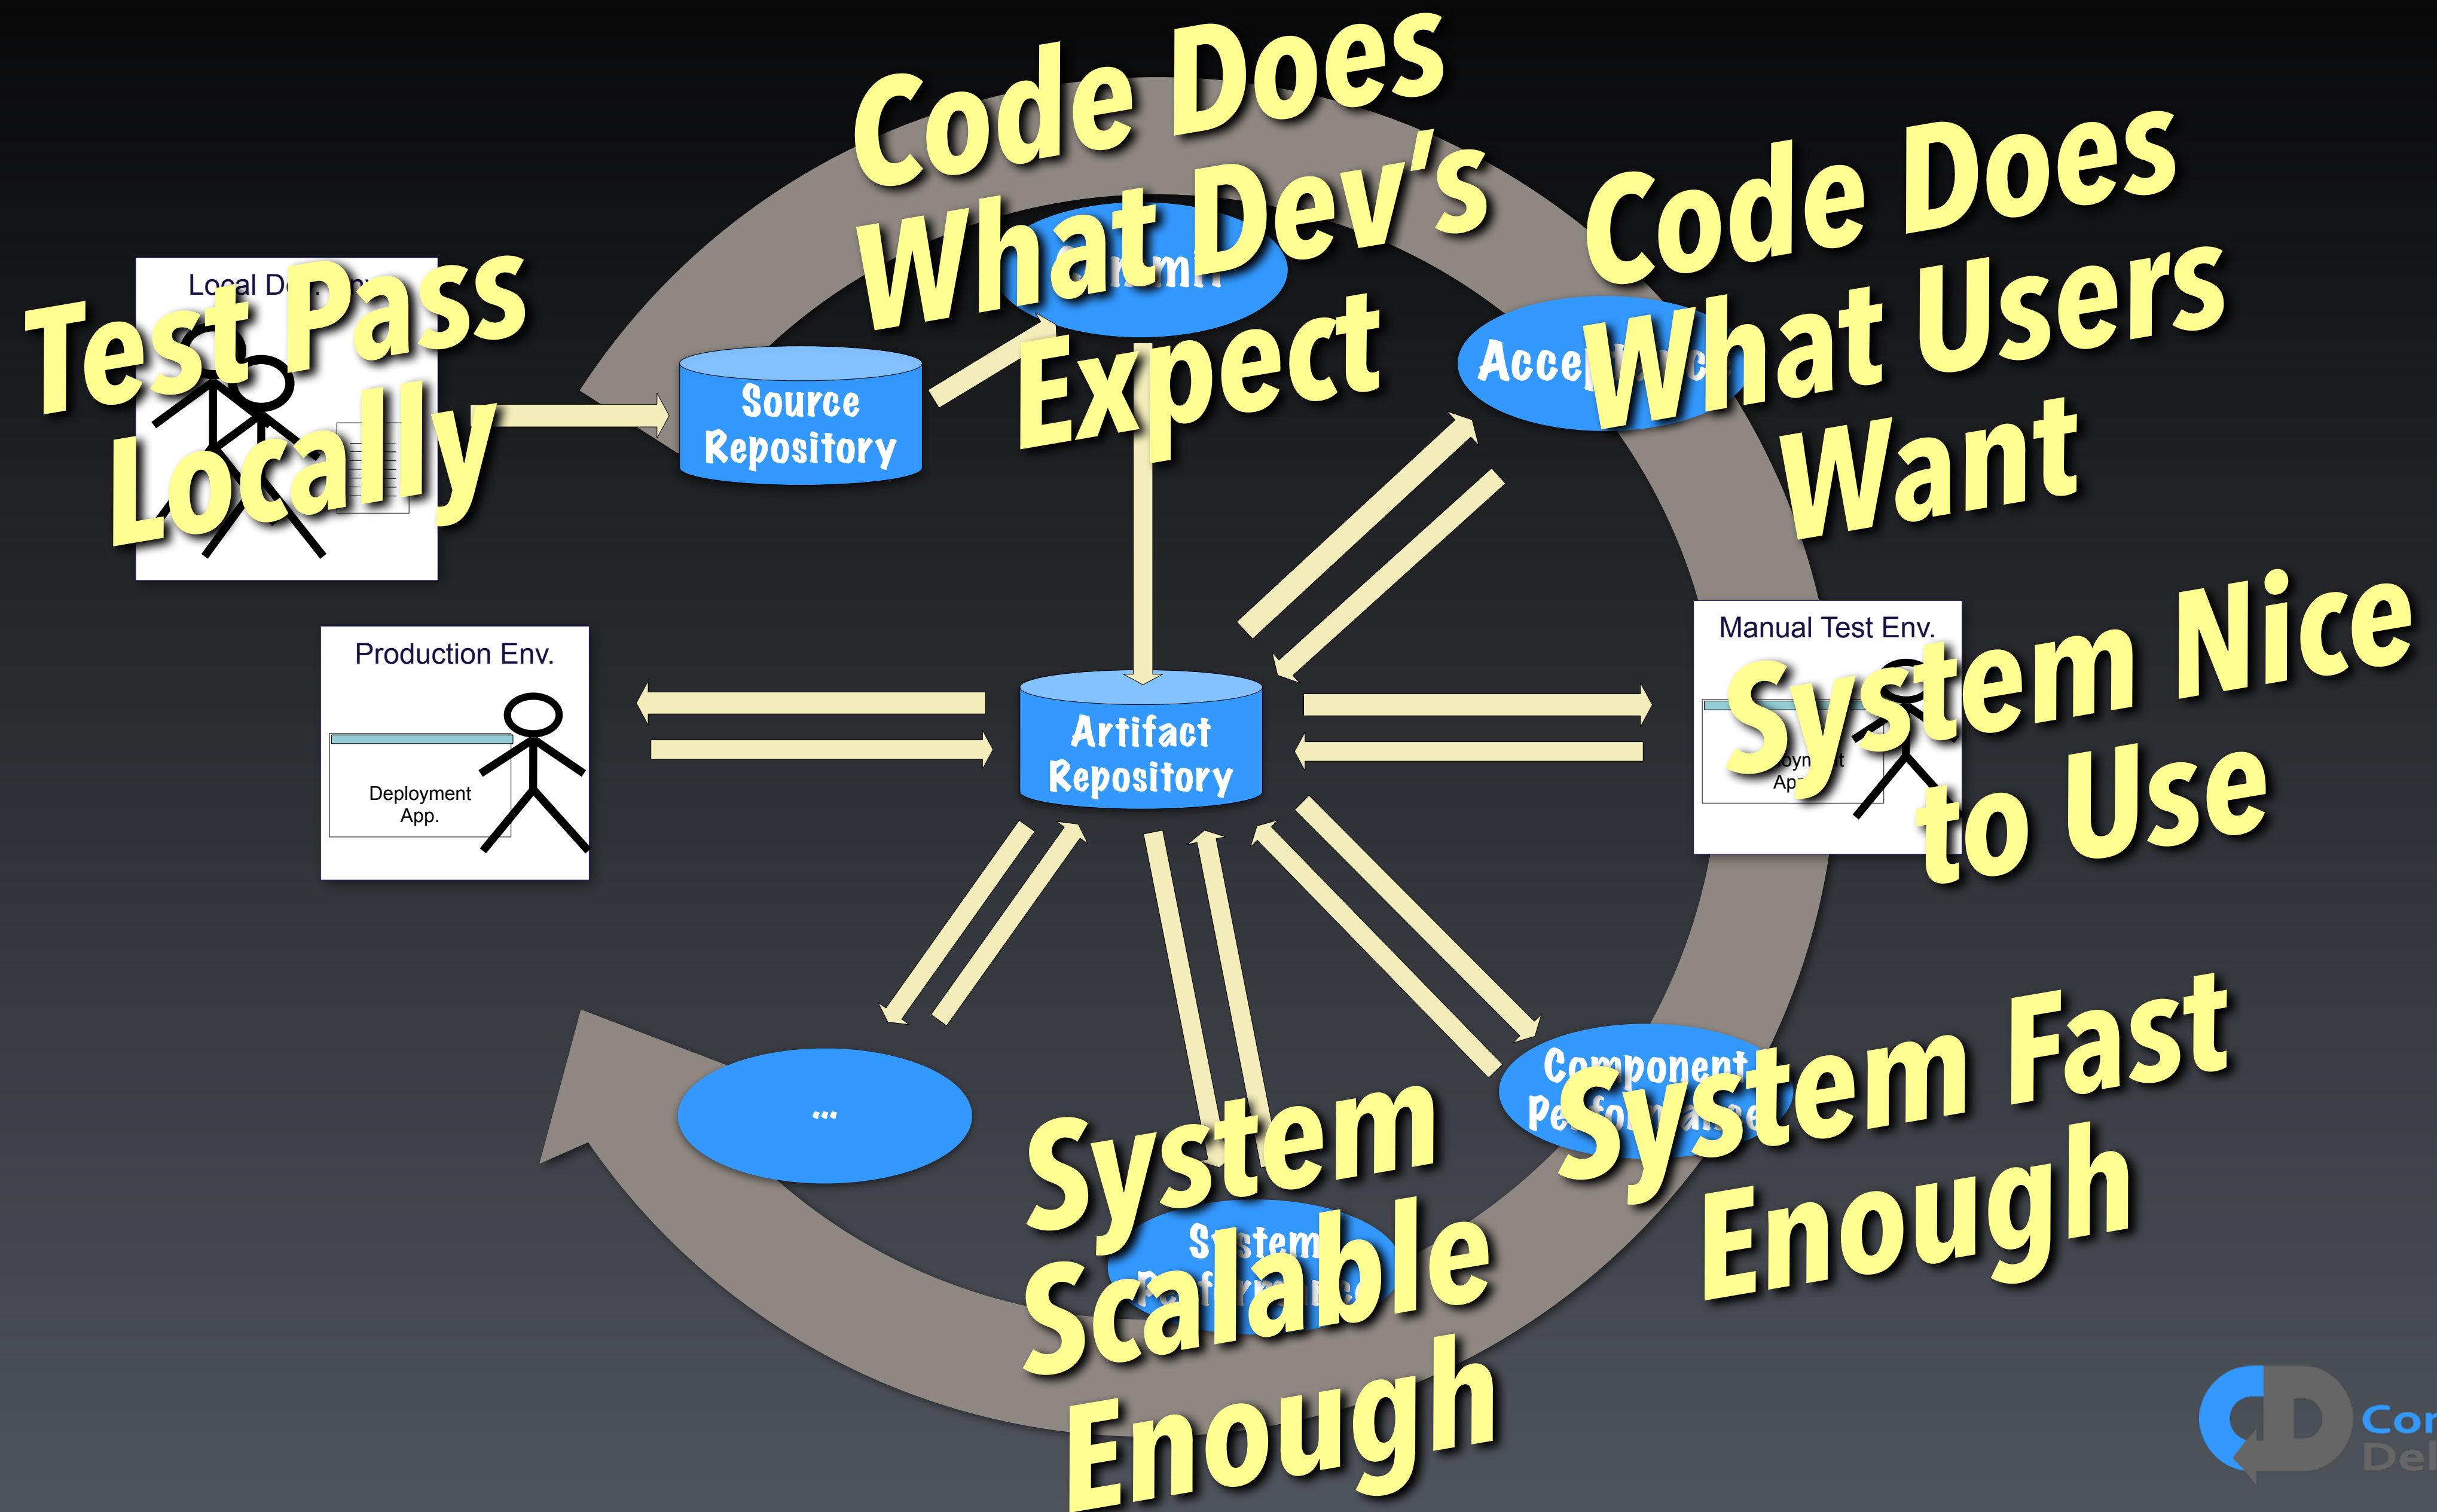 Code Does
What Dev's
Expect
Code Does
What Users
Want
Test Pass
Locally
Source
Repository
Production Env.
Deployment
App.
Artifact
Repository
Manual Test Env.
System Nice
to Use
...
Component
System Fast
Enough
System
Scalable
Enough